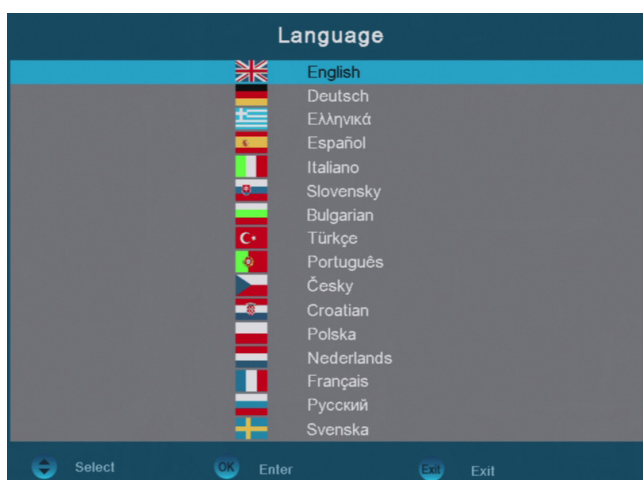 Language
English
Deutsch
Ελληνικά
Español
Italiano
Slovensky
Bulgarian
Türkçe
Português
Česky
Croatian
Polska
Nederlands
Français
Русский
Svenska
Select OK Enter Exit Exit